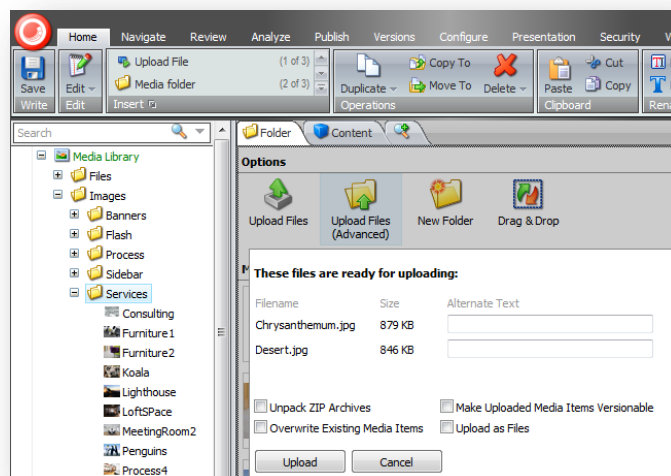 Home Navigate Review Analyze Publish Versions Configure Presentation Security
Upload File (1 of 3)
Media folder (2 of 3)
Save Edit Duplicate Copy To Move To Delete Paste Cut Copy
Write Edit Insert Operations Clipboard
Search
Folder Content
Media Library
Files
Images
Banners
Flash
Process
Sidebar
Services
Consulting
Furniture1
Furniture2
Koala
Lighthouse
LoftSPace
MeetingRoom2
Penguins
Process4
Options
Upload Files
Upload Files
(Advanced)
New Folder
Drag & Drop
These files are ready for uploading:
Filename Size Alternate Text
Chrysanthemum.jpg 879 KB
Desert.jpg 846 KB
Unpack ZIP Archives Make Uploaded Media Items Versionable
Overwrite Existing Media Items Upload as Files
Upload Cancel